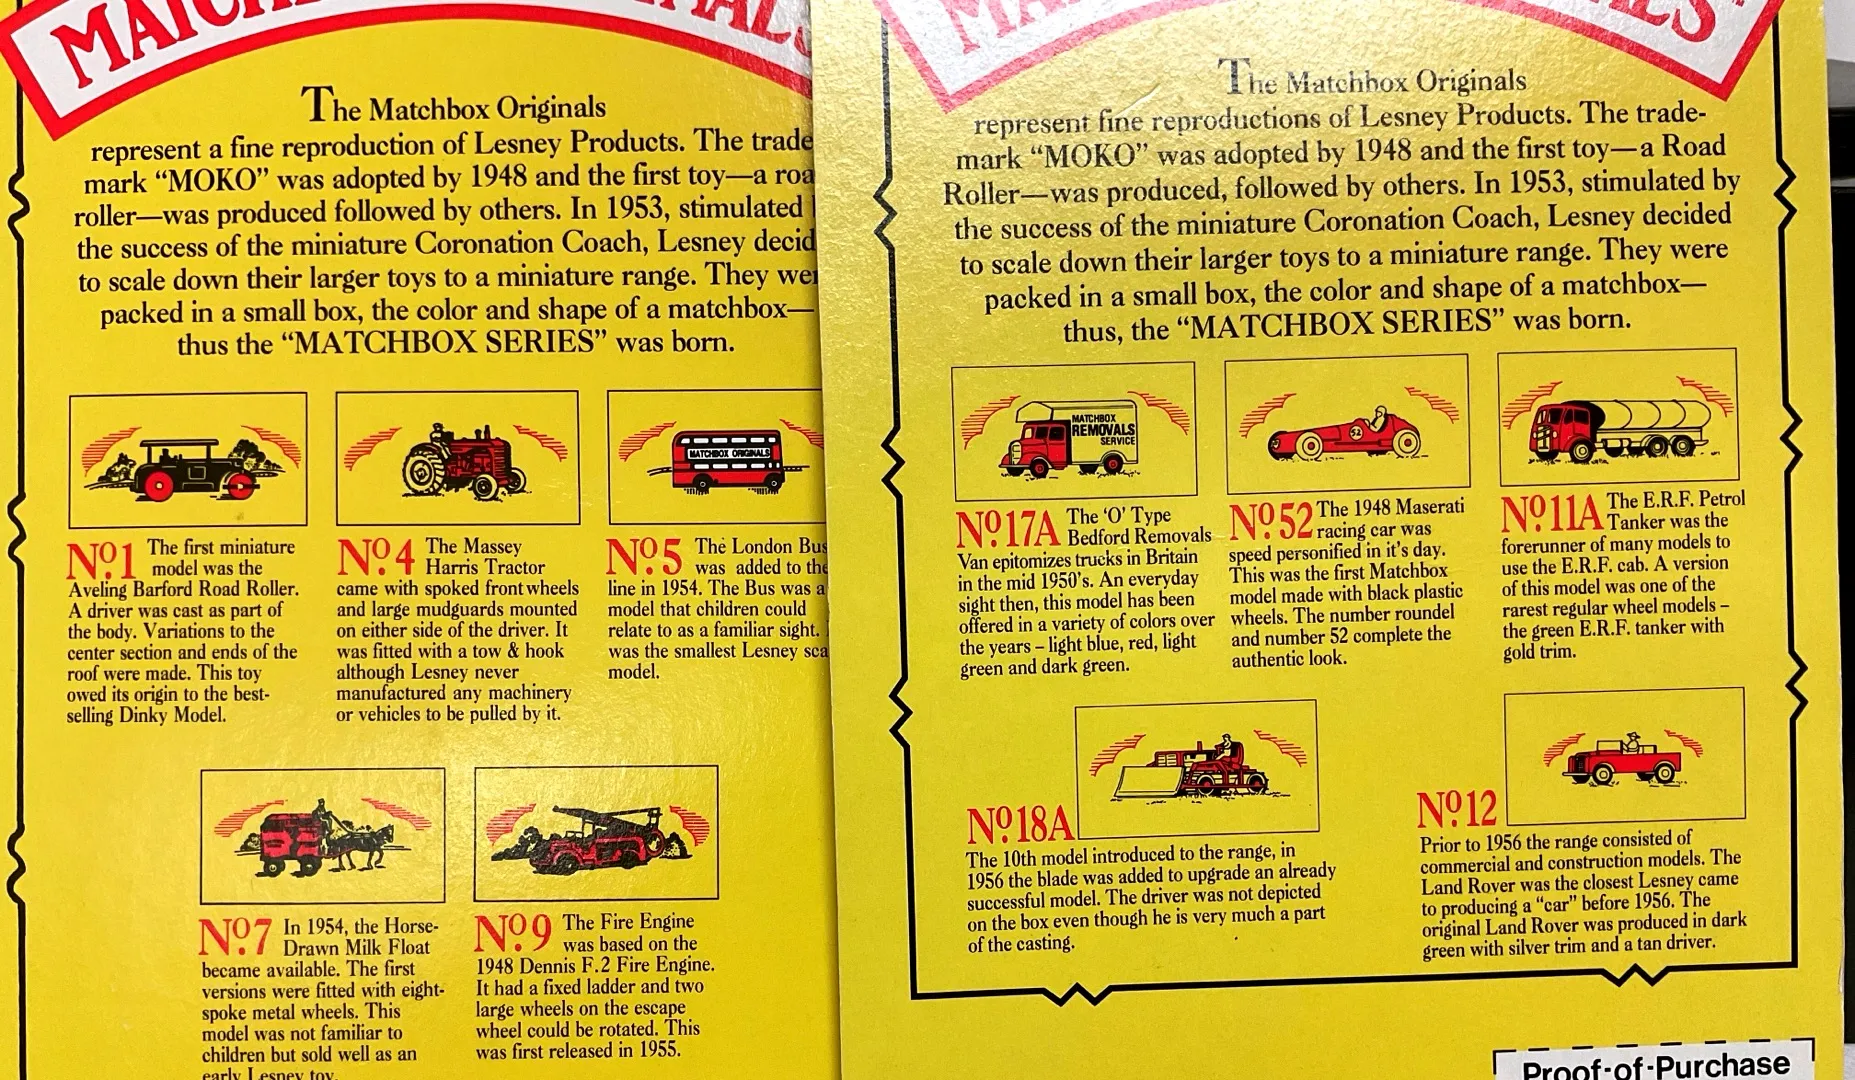 The Matchbox Originals
represent a fine reproduction of Lesney Products. The trade
mark “MOKO” was adopted by 1948 and the first toy—a
roller—was produced followed by others. In 1953, stimulated
the success of the miniature Coronation Coach, Lesney
to scale down their larger toys to a miniature range. They
packed in a small box, the color and shape of a matchbox—
thus the “MATCHBOX SERIES” was born.
MATCHBOX ORIGINALS
No.1 The first miniature
model was the
Aveling Barford Road Roller.
A driver was cast as part of
the body. Variations to the
center section and ends of the
roof were made. This toy
owed its origin to the best-
selling Dinky Model.
No.4 The Massey
Harris Tractor
came with spoked front wheels
and large mudguards mounted
on either side of the driver. It
was fitted with a tow & hook
although Lesney never
manufactured any machinery
or vehicles to be pulled by it.
No.5 The London Bus
was added to the
line in 1954. The Bus was a
model that children could
relate to as a familiar sight.
was the smallest Lesney
model.
No.7 In 1954, the Horse-
Drawn Milk Float
became available. The first
versions were fitted with eight-
spoke metal wheels. This
model was not familiar to
children but sold well as an
early Lesney toy.
No.9 The Fire Engine
was based on the
1948 Dennis F.2 Fire Engine.
It had a fixed ladder and two
large wheels on the escape
wheel could be rotated. This
was first released in 1955.
The Matchbox Originals
represent fine reproductions of Lesney Products. The trade-
mark “MOKO” was adopted by 1948 and the first toy—a Road
Roller—was produced, followed by others. In 1953, stimulated by
the success of the miniature Coronation Coach, Lesney decided
to scale down their larger toys to a miniature range. They were
packed in a small box, the color and shape of a matchbox—
thus, the “MATCHBOX SERIES” was born.
MATCHBOX
REMOVALS
SERVICE
52
No.17A The ‘O’ Type
Bedford Removals
Van epitomizes trucks in Britain
in the mid 1950’s. An everyday
sight then, this model has been
offered in a variety of colors over
the years – light blue, red, light
green and dark green.
No.52 The 1948 Maserati
racing car was
speed personified in it’s day.
This was the first Matchbox
model made with black plastic
wheels. The number roundel
and number 52 complete the
authentic look.
No.11A The E.R.F. Petrol
Tanker was the
forerunner of many models to
use the E.R.F. cab. A version
of this model was one of the
rarest regular wheel models –
the green E.R.F. tanker with
gold trim.
No.18A
The 10th model introduced to the range, in
1956 the blade was added to upgrade an already
successful model. The driver was not depicted
on the box even though he is very much a part
of the casting.
No.12
Prior to 1956 the range consisted of
commercial and construction models. The
Land Rover was the closest Lesney came
to producing a “car” before 1956. The
original Land Rover was produced in dark
green with silver trim and a tan driver.
Proof-of-Purchase